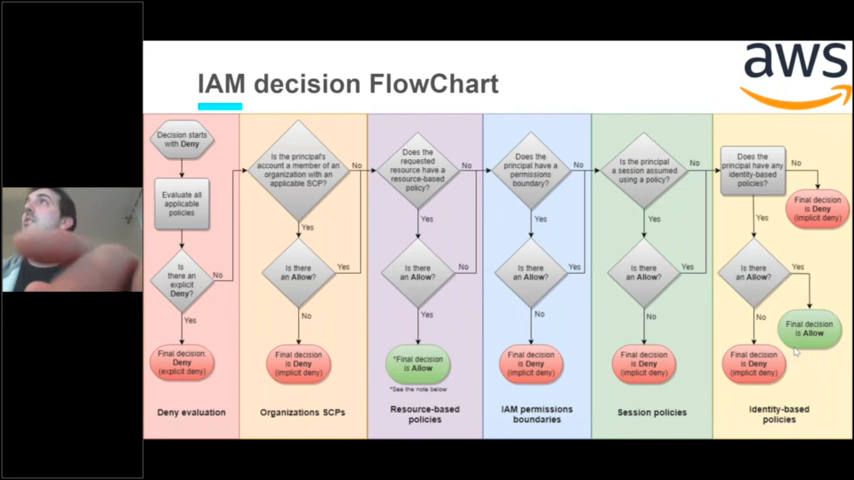 IAM decision FlowChart
aws
Decision starts
with Deny
Evaluate all
applicable
policies
Is
there an
explicit
Deny?
No
Yes
Final decision:
Deny
(explicit deny)
Deny evaluation
Is the principal's
account a member of an
organization with an
applicable SCP?
No
Yes
Is there
an Allow?
Yes
No
Final decision
is Deny
(implicit deny)
Organizations SCPs
Does the
requested
resource have a
resource-based
policy?
No
Yes
Is there
an Allow?
No
Yes
*Final decision
is Allow
*See the note below
Resource-based
policies
Does the
principal have a
permissions
boundary?
No
Yes
Is there
an Allow?
Yes
No
Final decision
is Deny
(implicit deny)
IAM permissions
boundaries
Is the principal
a session assumed
using a policy?
No
Yes
Is there
an Allow?
Yes
No
Final decision
is Deny
(implicit deny)
Session policies
Does the
principal have any
identity-based
policies?
No
Final decision
is Deny
(implicit deny)
Yes
Is there
an Allow?
Yes
Final decision
is Allow
No
Final decision
is Deny
(implicit deny)
Identity-based
policies